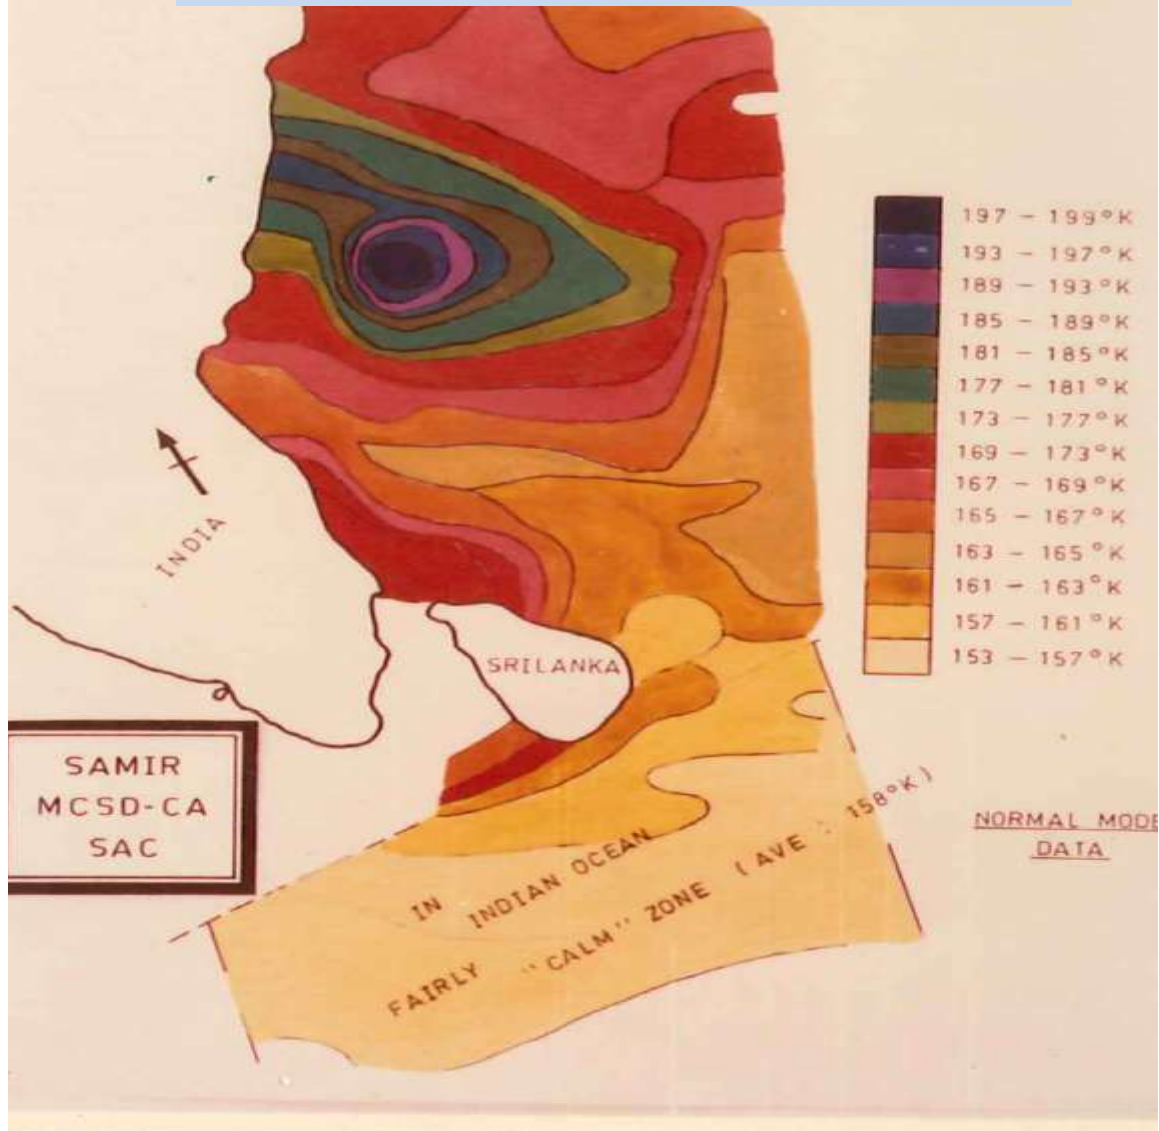 197 – 199°K
193 – 197°K
189 – 193°K
185 – 189°K
181 – 185°K
177 – 181°K
173 – 177°K
169 – 173°K
167 – 169°K
165 – 167°K
163 – 165°K
161 – 163°K
157 – 161°K
153 – 157°K
INDIA
SRILANKA
SAMIR
MCSD-CA
SAC
NORMAL MODE
DATA
IN INDIAN OCEAN
FAIRLY "CALM" ZONE (AVE : 158°K)